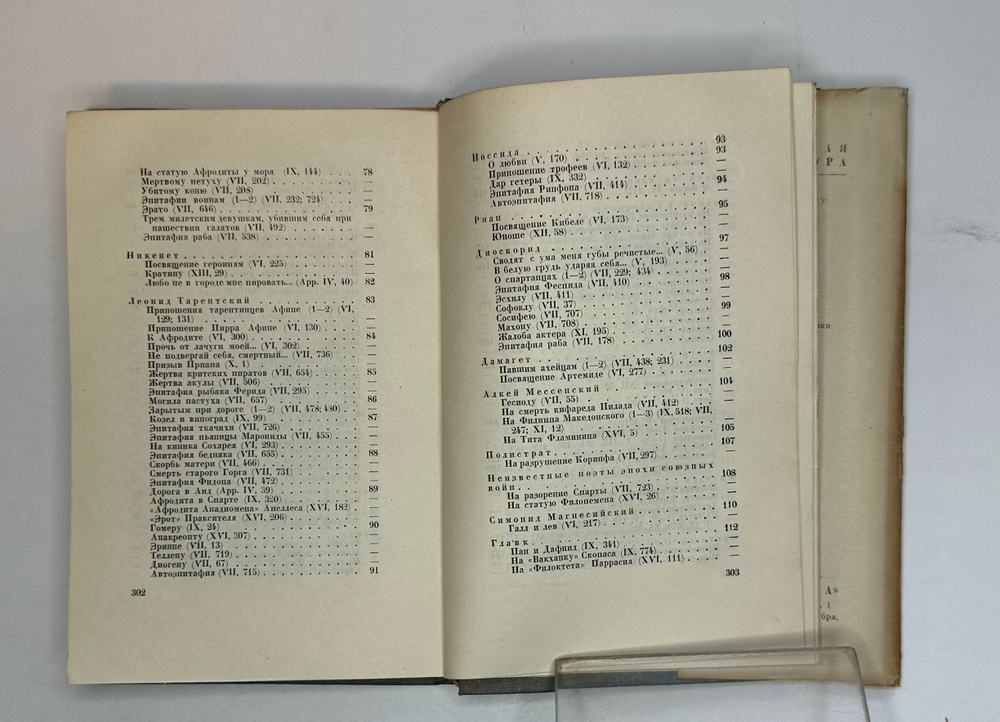 На статую Афродиты у моря (IX, 144) . . . . . 78
Мертвому петуху (VII, 202) . . . . . —
Убитому коню (VII, 208) . . . . . —
Эпитафии воинам (1—2) (VII, 232; 724) . . . . . —
Эрато (VII, 646) . . . . . 79
Трем милетским девушкам, убившим себя при
нашествии галатов (VII, 492) . . . . . —
Эпитафия раба (VII, 538) . . . . . —
Никенет . . . . . 81
Посвящение героиням (VI, 225) . . . . . —
Кратину (XIII, 29) . . . . . —
Любо не в городе мне пировать... (App. IV, 40) 82
Леонид Тарентский . . . . . 83
Приношения тарентинцев Афине (1—2) (VI,
129; 131) . . . . . —
Приношение Пирра Афине (VI, 130) . . . . . —
К Афродите (VI, 300) . . . . . 84
Прочь от лачуги моей... (VI, 302) . . . . . —
Не подвергай себя, смертный... (VII, 736) . . . . . —
Призыв Приапа (X, 1) . . . . . —
Жертва критских пиратов (VII, 654) . . . . . 85
Жертва акулы (VII, 506) . . . . . —
Эпитафия рыбака Ферида (VII, 295) . . . . . —
Могила пастуха (VII, 657) . . . . . 86
Зарытым при дороге (1—2) (VII, 478; 480) . . —
Козел и виноград (IX, 99) . . . . . 87
Эпитафия ткачихи (VII, 726) . . . . . —
Эпитафия пьяницы Марониды (VII, 455) . . . . . —
На киника Сохарея (VI, 293) . . . . . —
Эпитафия бедняка (VII, 655) . . . . . 88
Скорбь матери (VII, 466) . . . . . —
Смерть старого Горга (VII, 731) . . . . . —
Эпитафия Фидона (VII, 472) . . . . . —
Дорога в Аид (App. IV, 39) . . . . . 89
Афродита в Спарте (IX, 320) . . . . . —
«Афродита Анадиомена» Апеллеса (XVI, 182) . —
«Эрот» Праксителя (XVI, 206) . . . . . —
Гомеру (IX, 24) . . . . . 90
Анакреонту (XVI, 307) . . . . . —
Эринне (VII, 13) . . . . . —
Теллену (VII, 719) . . . . . —
Диогену (VII, 67) . . . . . —
Автоэпитафия (VII, 715) . . . . . 91
302
Носсида . . . . . 93
О любви (V, 170) . . . . . 93
Приношение трофеев (VI, 132) . . . . . —
Дар гетеры (IX, 332) . . . . . —
Эпитафия Ринфона (VII, 414) . . . . . 94
Автоэпитафия (VII, 718) . . . . . —
Риан . . . . . 95
Посвящение Кибеле (VI, 173) . . . . . —
Юноше (XII, 58) . . . . . —
Диоскорид . . . . . 97
Сводят с ума меня губы речистые... (V, 56) —
В белую грудь ударяя себя... (V, 193) . . . . . —
О спартанцах (1—2) (VII, 229; 434) . . . . . —
Эпитафия Феспида (VII, 410) . . . . . 98
Эсхилу (VII, 411) . . . . . —
Софоклу (VII, 37) . . . . . —
Сосифею (VII, 707) . . . . . 99
Махону (VII, 708) . . . . . —
Жалоба актера (XI, 195) . . . . . —
Эпитафия раба (VII, 178) . . . . . 100
Дамагет . . . . . 102
Павшим ахейцам (1—2) (VII, 438; 231) . . . . . —
Посвящение Артемиде (VI, 277) . . . . . —
Алкей Мессенский . . . . . 104
Гесиоду (VII, 55) . . . . . —
На смерть кифареда Пилада (VII, 412) . . . . . —
На Филиппа Македонского (1—3) (IX, 518; VII,
247; XI, 12) . . . . . —
На Тита Фламинина (XVI, 5) . . . . . 105
Полистрат . . . . . 107
На разрушение Коринфа (VII, 297) . . . . . —
Неизвестные поэты эпохи союзных
войн . . . . . 108
На разорение Спарты (VII, 723) . . . . . —
На статую Филопемена (XVI, 26) . . . . . —
Симонид Магнесийский . . . . . 110
Галл и лев (VI, 217) . . . . . —
Главк . . . . . 112
Пан и Дафнид (IX, 341) . . . . . —
На «Вакханку» Скопаса (IX, 774) . . . . . —
На «Филоктета» Паррасия (XVI, 111) . . . . . —
303
АЯ
УРА
Аз